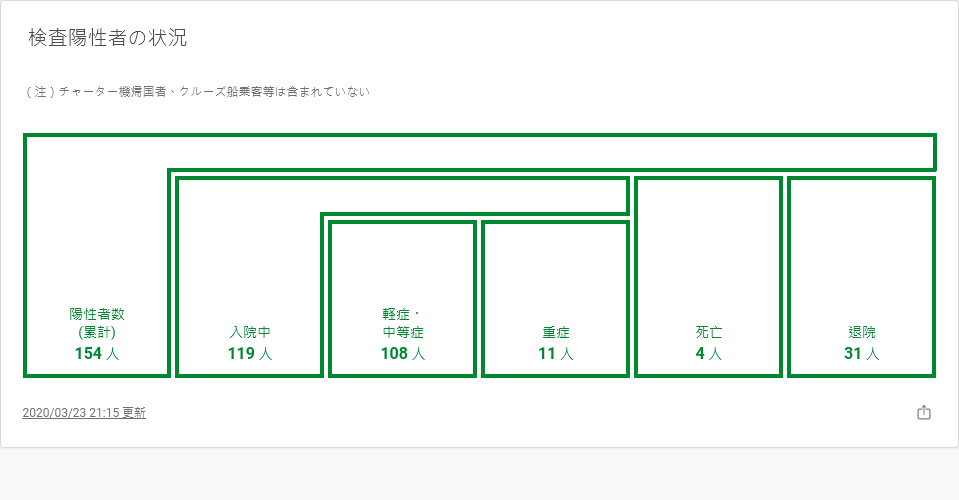 検査陽性者の状況
（注）チャーター機帰国者、クルーズ船乗客等は含まれていない
陽性者数
(累計)
154 人
入院中
119 人
軽症・
中等症
108 人
重症
11 人
死亡
4 人
退院
31 人
2020/03/23 21:15 更新